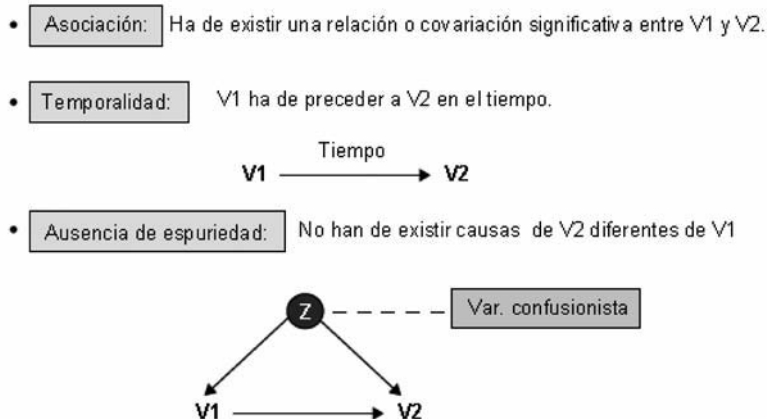 • Asociación: Ha de existir una relación o covariación significativa entre V1 y V2.
• Temporalidad: V1 ha de preceder a V2 en el tiempo.
Tiempo
V1 V2
• Ausencia de espuriedad: No han de existir causas de V2 diferentes de V1
Z Var. confusionista
V1 V2